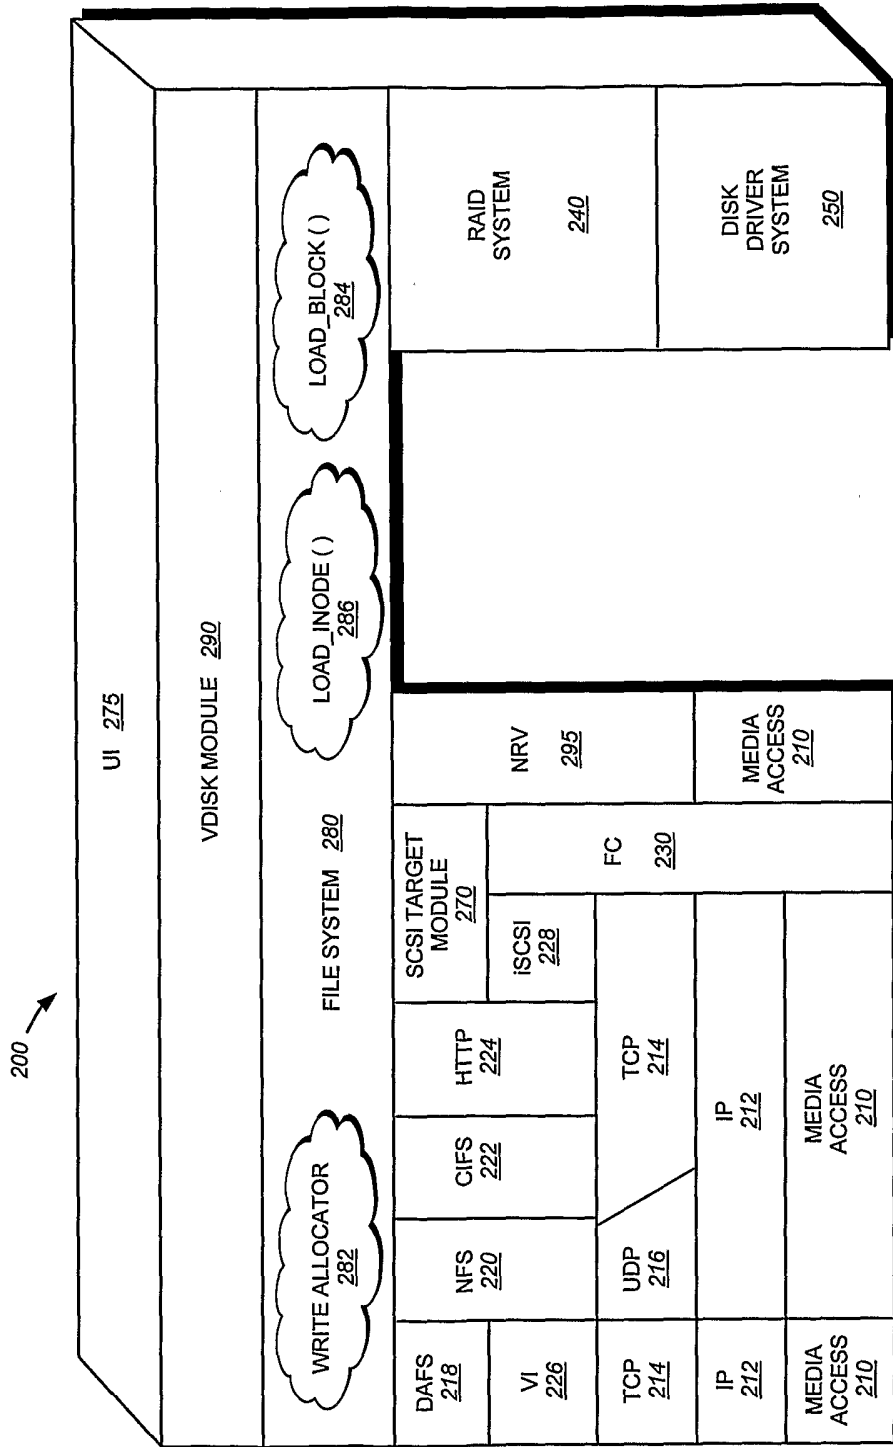 200
UI 275
VDISK MODULE 290
FILE SYSTEM 280
WRITE ALLOCATOR
282
LOAD_INODE ( )
286
LOAD_BLOCK ( )
284
DAFS
218
NFS
220
CIFS
222
HTTP
224
SCSI TARGET
MODULE
270
NRV
295
RAID
SYSTEM
240
VI
226
iSCSI
228
FC
230
TCP
214
UDP
216
TCP
214
IP
212
IP
212
MEDIA
ACCESS
210
MEDIA
ACCESS
210
MEDIA
ACCESS
210
DISK
DRIVER
SYSTEM
250